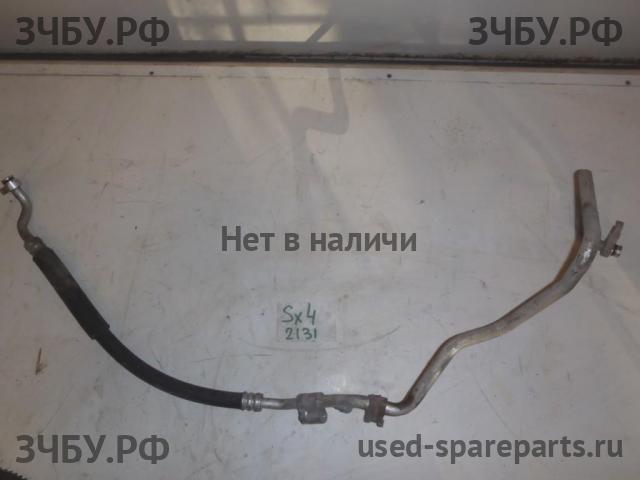 ЗЧБУ.РФ ЗЧБУ.РФ
Нет в наличи
Sx4
2131
ЗЧБУ.РФ used-spareparts.ru